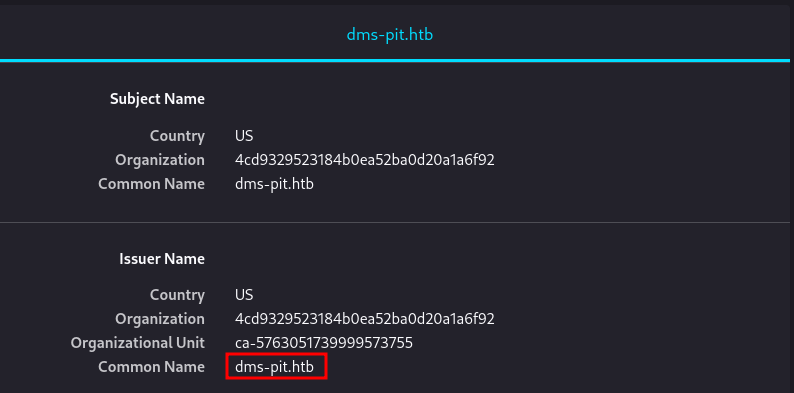 dms-pit.htb
Subject Name
Country US
Organization 4cd9329523184b0ea52ba0d20a1a6f92
Common Name dms-pit.htb
Issuer Name
Country US
Organization 4cd9329523184b0ea52ba0d20a1a6f92
Organizational Unit ca-5763051739999573755
Common Name dms-pit.htb